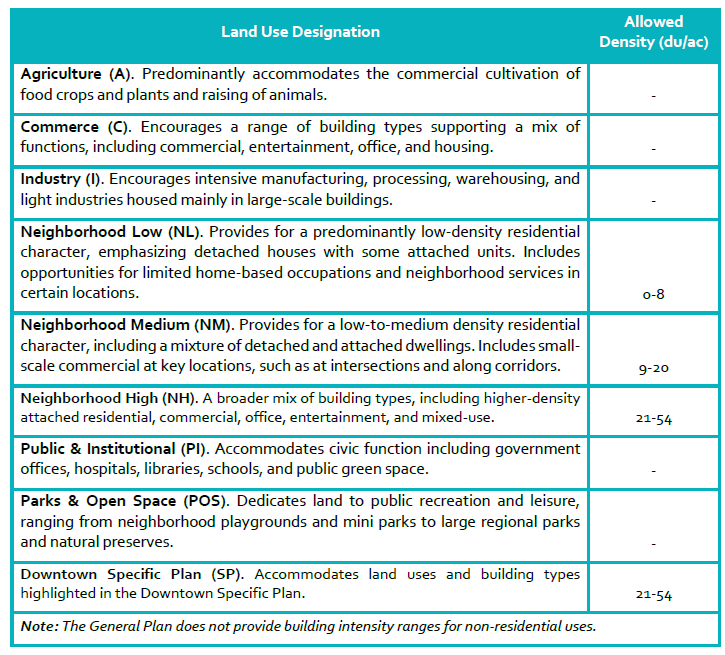 Land Use Designation
Allowed
Density (du/ac)
Agriculture (A). Predominantly accommodates the commercial cultivation of
food crops and plants and raising of animals.
-
Commerce (C). Encourages a range of building types supporting a mix of
functions, including commercial, entertainment, office, and housing.
-
Industry (I). Encourages intensive manufacturing, processing, warehousing, and
light industries housed mainly in large-scale buildings.
-
Neighborhood Low (NL). Provides for a predominantly low-density residential
character, emphasizing detached houses with some attached units. Includes
opportunities for limited home-based occupations and neighborhood services in
certain locations.
0-8
Neighborhood Medium (NM). Provides for a low-to-medium density residential
character, including a mixture of detached and attached dwellings. Includes small-
scale commercial at key locations, such as at intersections and along corridors.
9-20
Neighborhood High (NH). A broader mix of building types, including higher-density
attached residential, commercial, office, entertainment, and mixed-use.
21-54
Public & Institutional (PI). Accommodates civic function including government
offices, hospitals, libraries, schools, and public green space.
-
Parks & Open Space (POS). Dedicates land to public recreation and leisure,
ranging from neighborhood playgrounds and mini parks to large regional parks
and natural preserves.
-
Downtown Specific Plan (SP). Accommodates land uses and building types
highlighted in the Downtown Specific Plan.
21-54
Note: The General Plan does not provide building intensity ranges for non-residential uses.